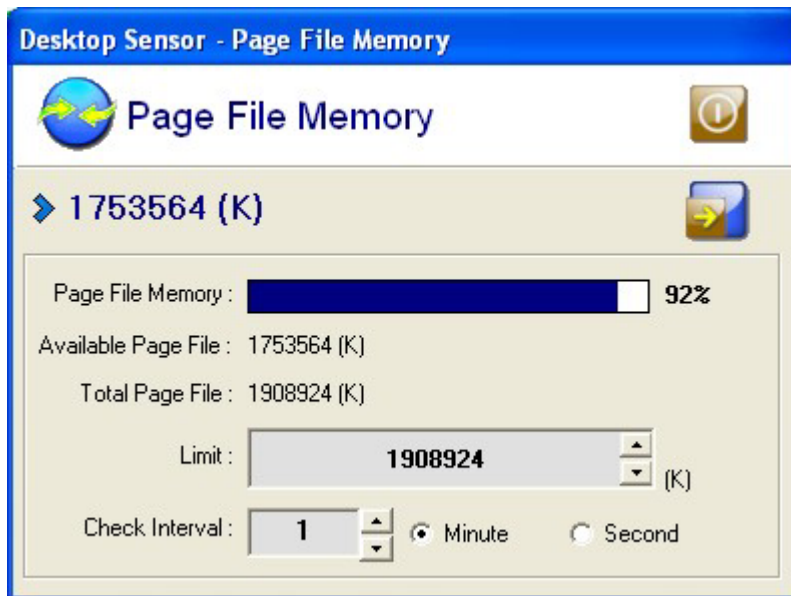 Desktop Sensor - Page File Memory
Page File Memory
1753564 (K)
Page File Memory : 92%
Available Page File : 1753564 (K)
Total Page File : 1908924 (K)
Limit : 1908924 (K)
Check Interval : 1 Minute Second